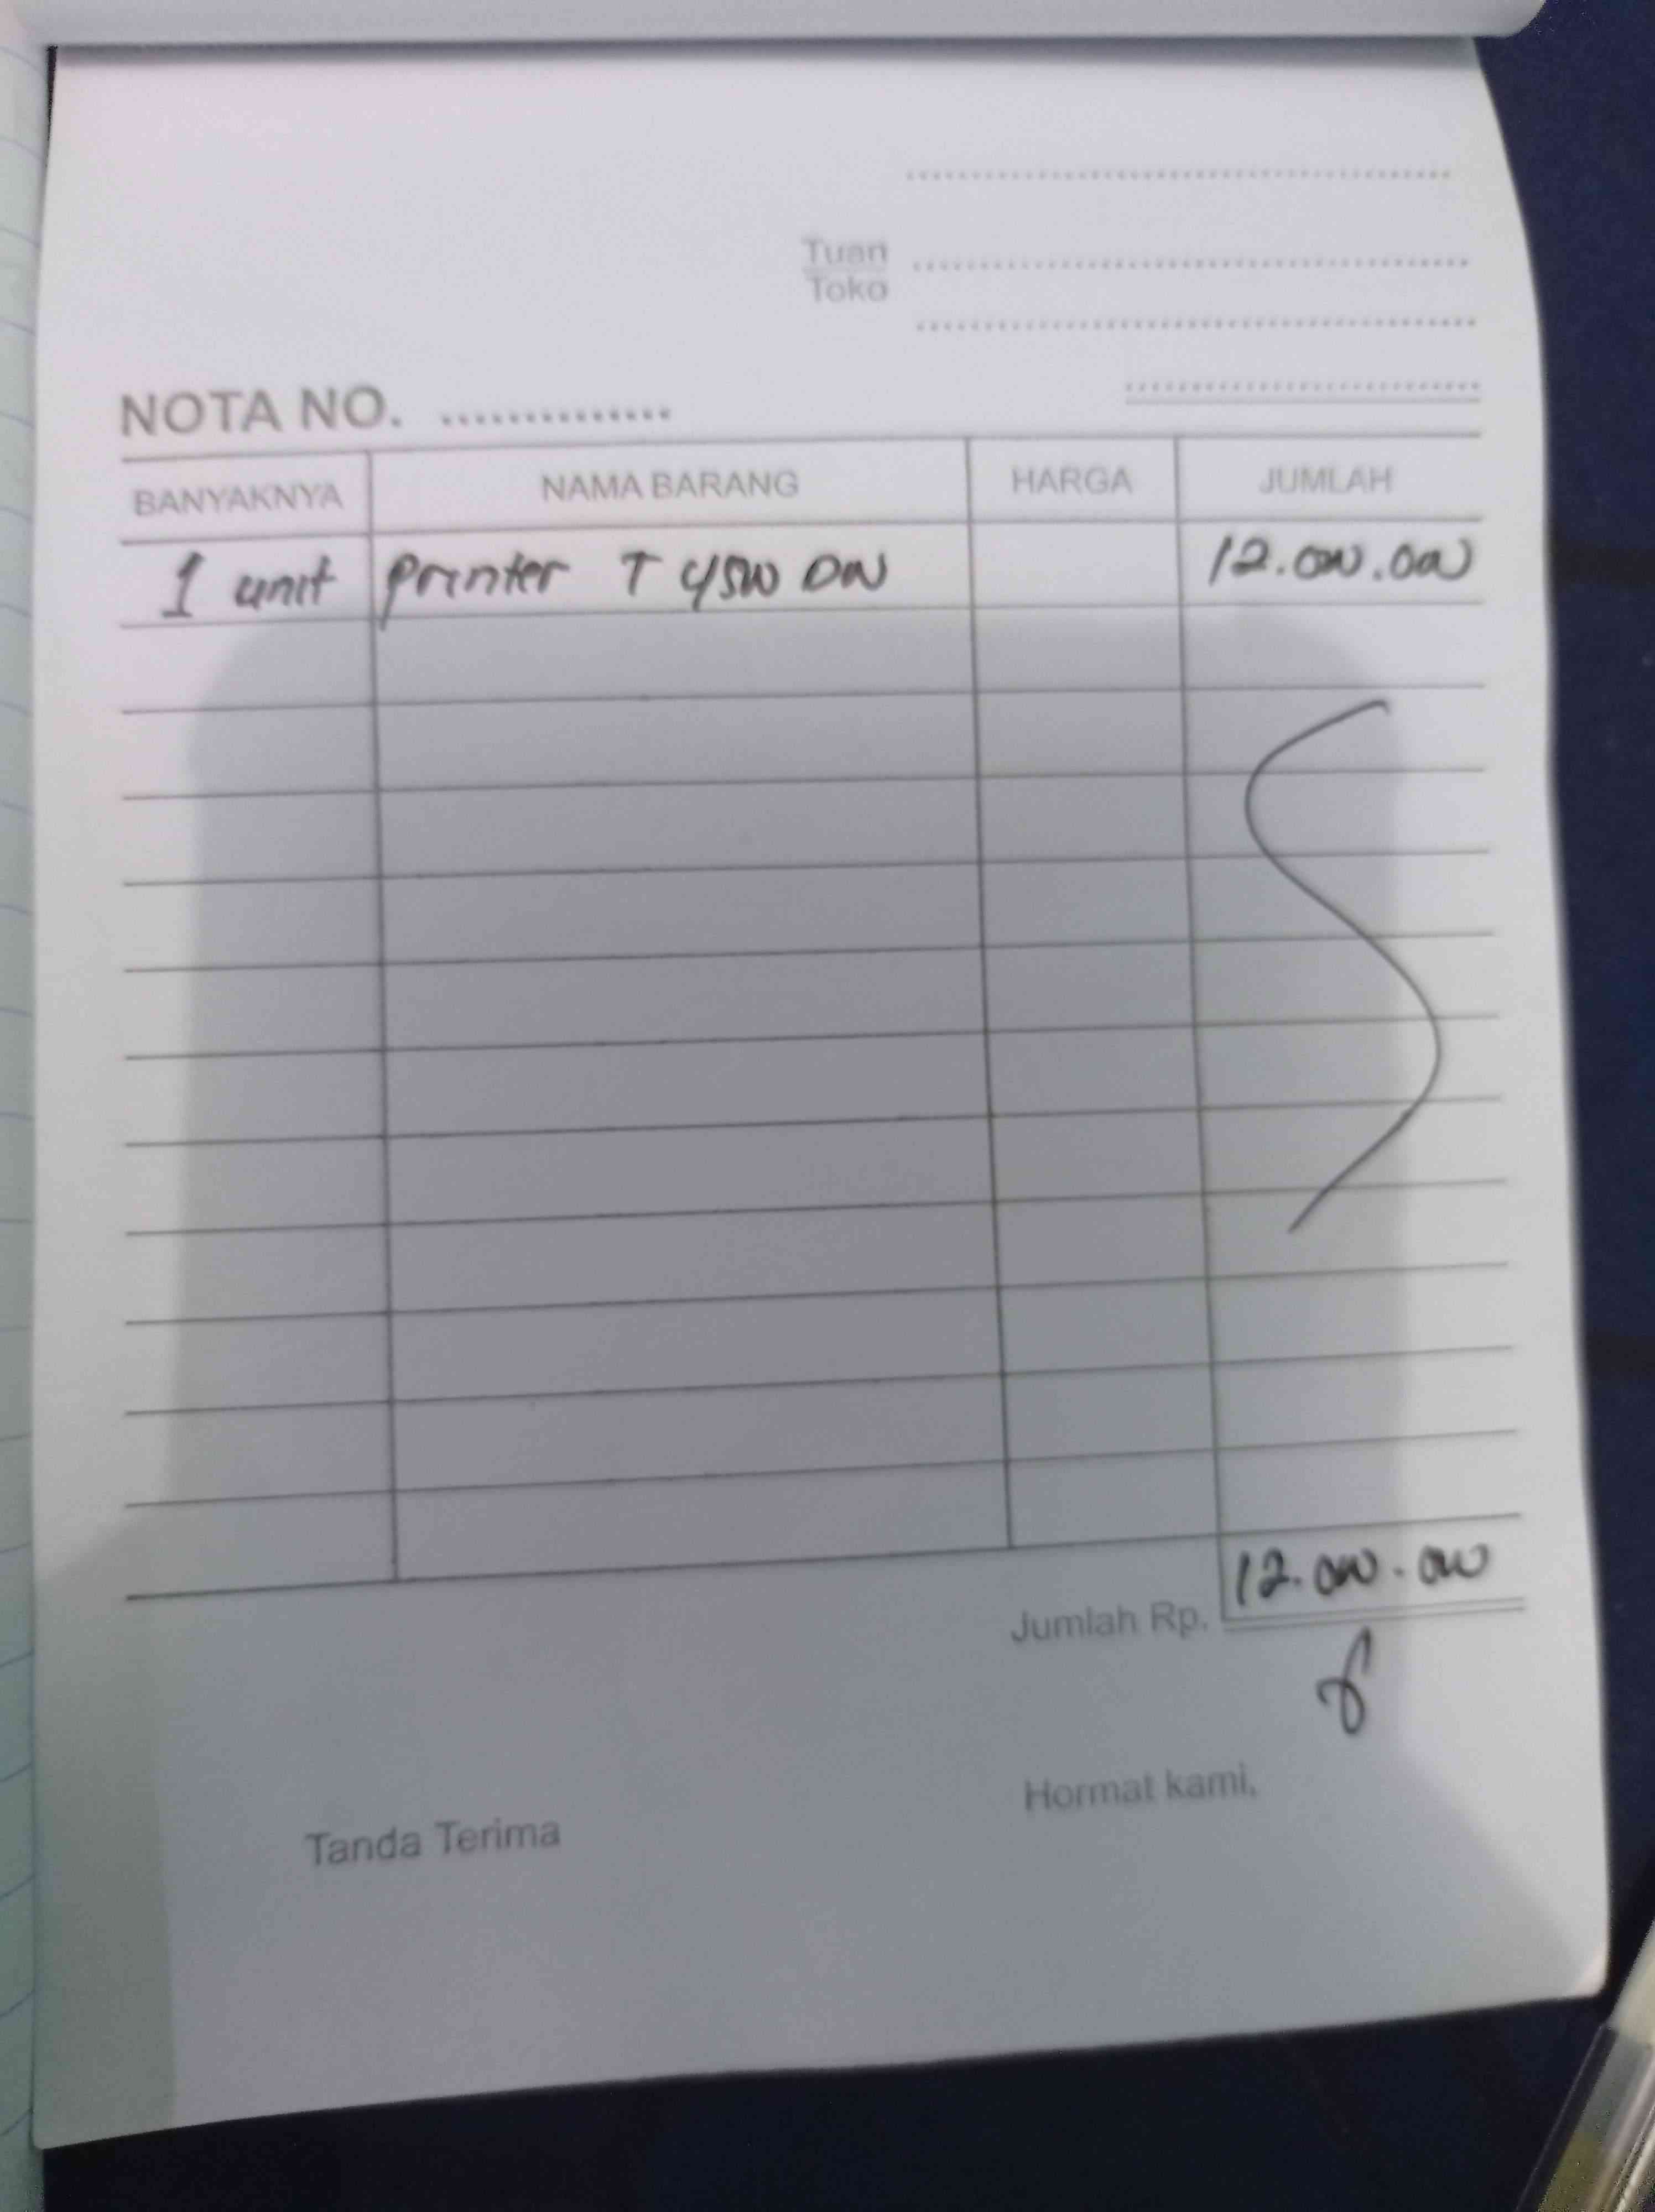 Tuan
Toko
NOTA NO. ..............
BANYAKNYA NAMA BARANG HARGA JUMLAH
1 unit printer T 4500 DW 12.000.000
Jumlah Rp. 12.000.000
Hormat kami,
Tanda Terima